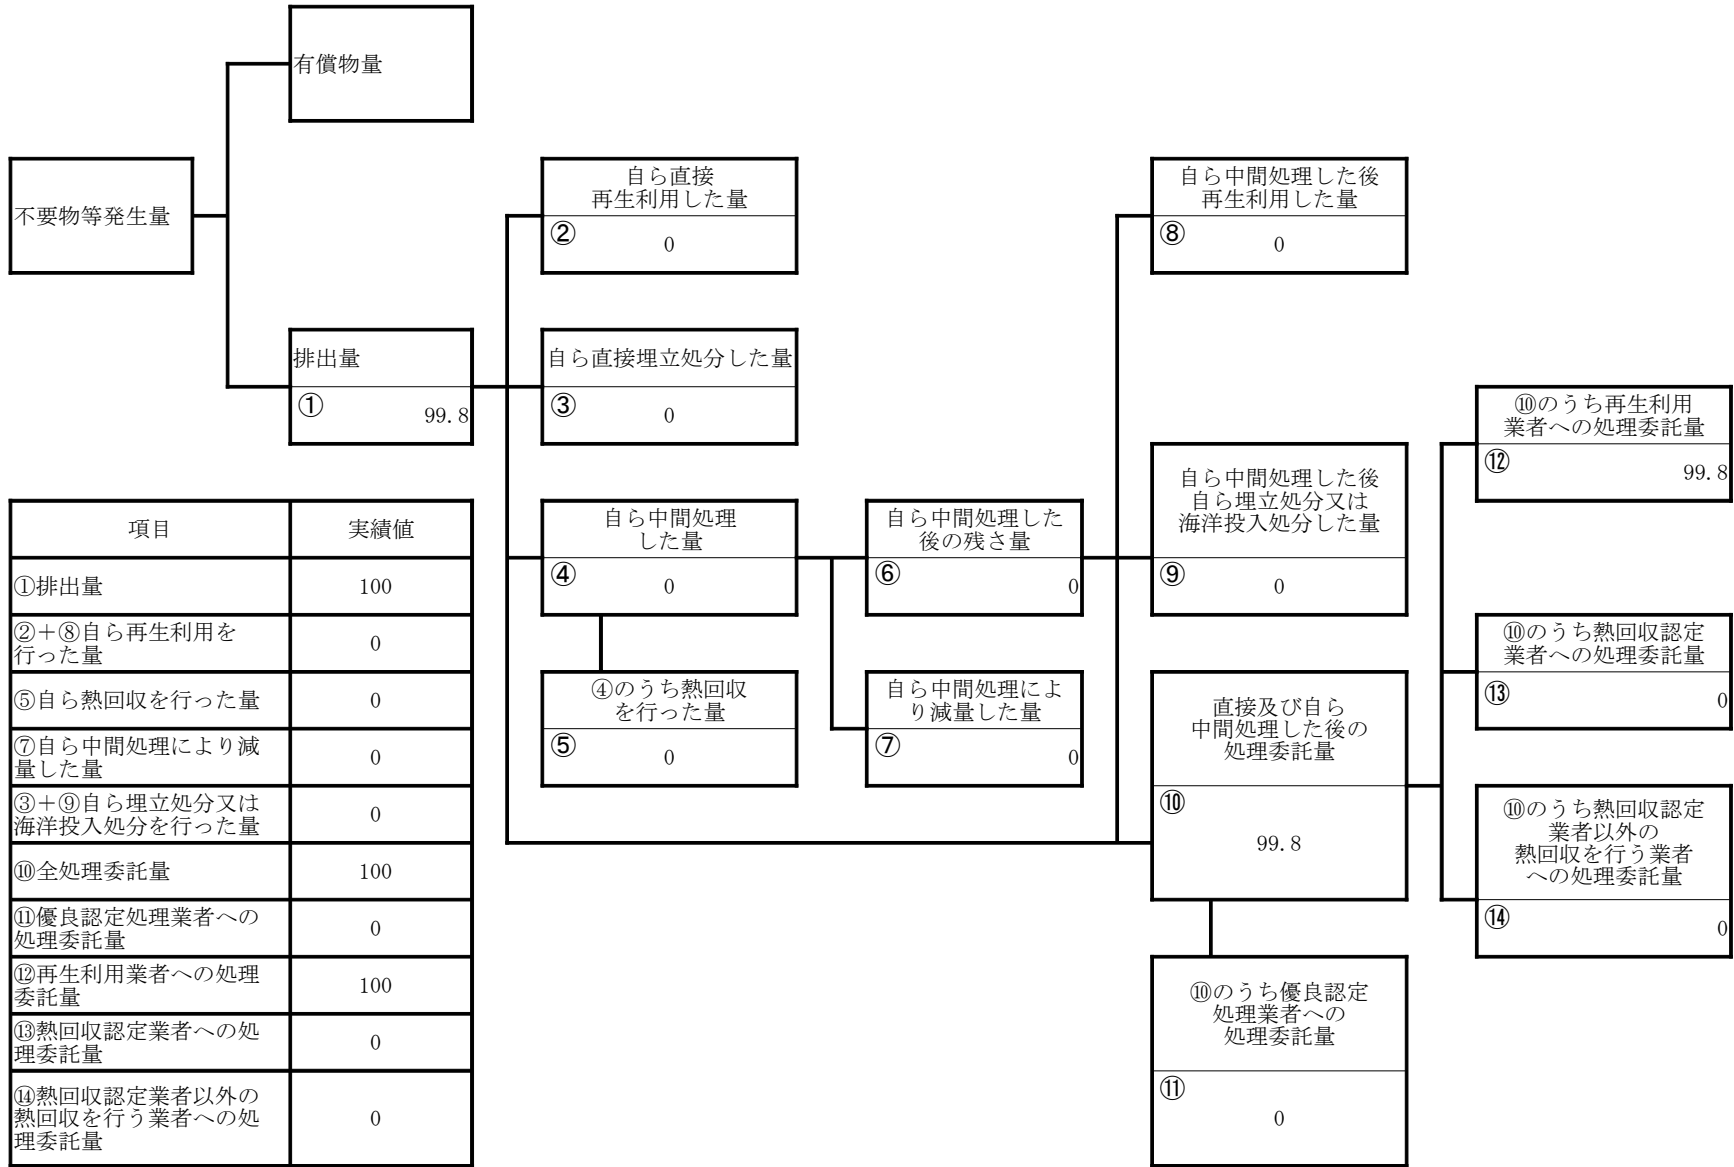 有償物量
不要物等発生量
自ら直接
再生利用した量
②
0
自ら中間処理した後
再生利用した量
⑧
0
排出量
①
99.8
自ら直接埋立処分した量
③
0
⑩のうち再生利用
業者への処理委託量
⑫
99.8
自ら中間処理
した量
④
0
自ら中間処理した
後の残さ量
⑥
0
自ら中間処理した後
自ら埋立処分又は
海洋投入処分した量
⑨
0
④のうち熱回収
を行った量
⑤
0
自ら中間処理によ
り減量した量
⑦
0
直接及び自ら
中間処理した後の
処理委託量
⑩
99.8
⑩のうち熱回収認定
業者への処理委託量
⑬
0
⑩のうち熱回収認定
業者以外の
熱回収を行う業者
への処理委託量
⑭
0
⑩のうち優良認定
処理業者への
処理委託量
⑪
0
項目 実績値
①排出量 100
②+⑧自ら再生利用を
行った量 0
⑤自ら熱回収を行った量 0
⑦自ら中間処理により減
量した量 0
③+⑨自ら埋立処分又は
海洋投入処分を行った量 0
⑩全処理委託量 100
⑪優良認定処理業者への
処理委託量 0
⑫再生利用業者への処理
委託量 100
⑬熱回収認定業者への処
理委託量 0
⑭熱回収認定業者以外の
熱回収を行う業者への処
理委託量 0